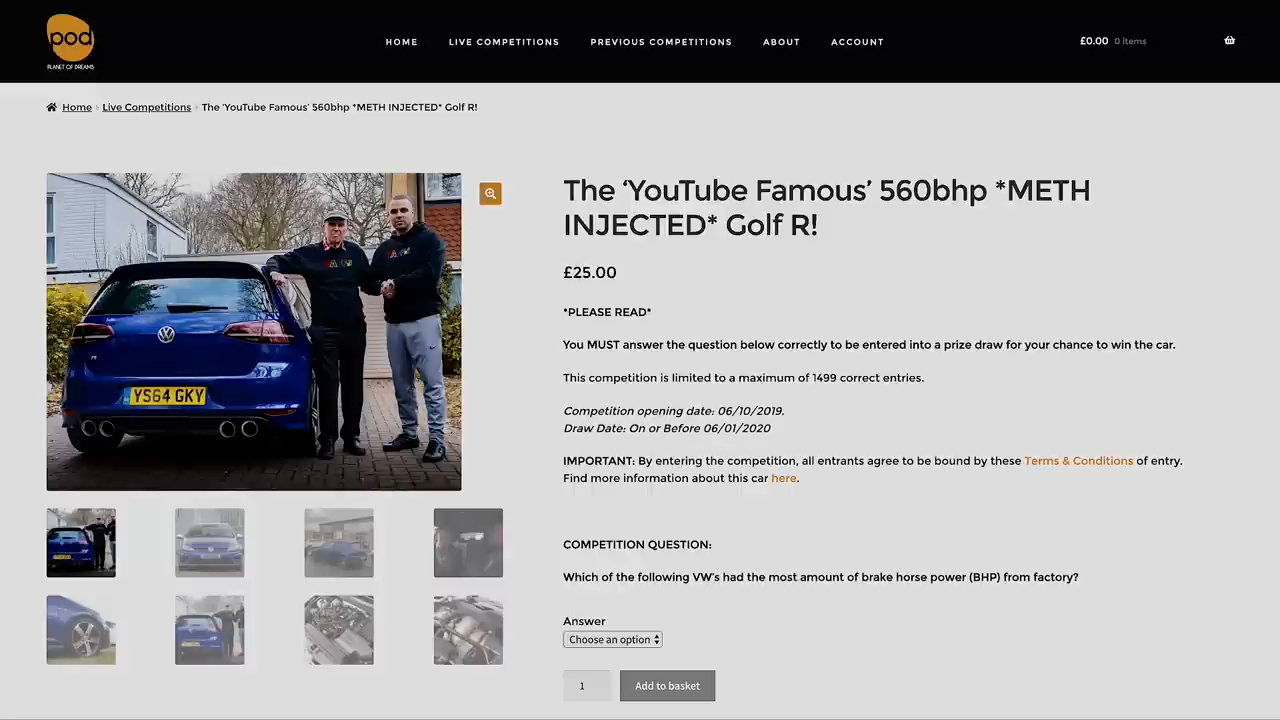 pod
PLANET OF DREAMS
HOME
LIVE COMPETITIONS
PREVIOUS COMPETITIONS
ABOUT
ACCOUNT
£0.00 0 items
Home
Live Competitions
The ‘YouTube Famous’ 560bhp *METH INJECTED* Golf R!
YS64 GKY
The ‘YouTube Famous’ 560bhp *METH
INJECTED* Golf R!
£25.00
*PLEASE READ*
You MUST answer the question below correctly to be entered into a prize draw for your chance to win the car.
This competition is limited to a maximum of 1499 correct entries.
Competition opening date: 06/10/2019.
Draw Date: On or Before 06/01/2020
IMPORTANT: By entering the competition, all entrants agree to be bound by these Terms & Conditions of entry.
Find more information about this car here.
COMPETITION QUESTION:
Which of the following VW’s had the most amount of brake horse power (BHP) from factory?
Answer
Choose an option
1
Add to basket